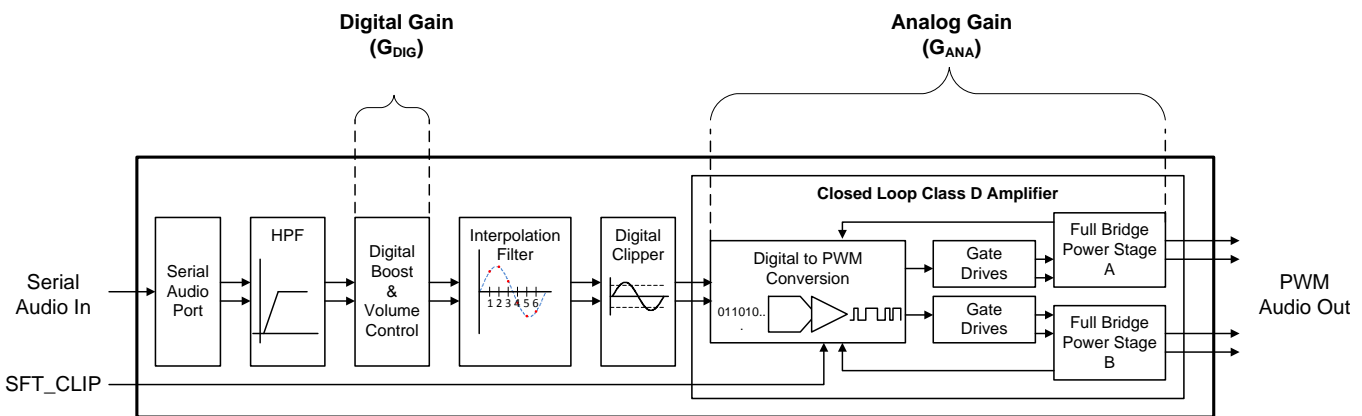 Digital Gain
(GDIG)
Analog Gain
(GANA)
Closed Loop Class D Amplifier
Serial
Audio In
Serial
Audio
Port
HPF
Digital
Boost
&
Volume
Control
Interpolation
Filter
1 2 3 4 5 6
Digital
Clipper
Digital to PWM
Conversion
011010..
.
Gate
Drives
Gate
Drives
Full Bridge
Power Stage
A
Full Bridge
Power Stage
B
PWM
Audio Out
SFT_CLIP